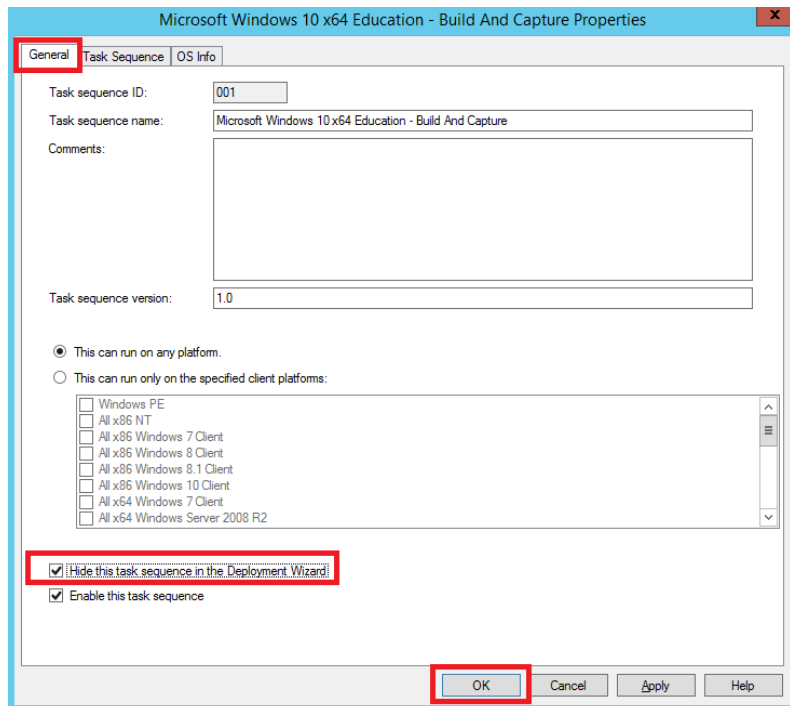 Microsoft Windows 10 x64 Education - Build And Capture Properties
x
General
Task Sequence
OS Info
Task sequence ID:
001
Task sequence name:
Microsoft Windows 10 x64 Education - Build And Capture
Comments:
Task sequence version:
1.0
This can run on any platform.
This can run only on the specified client platforms:
Windows PE
All x86 NT
All x86 Windows 7 Client
All x86 Windows 8 Client
All x86 Windows 8.1 Client
All x86 Windows 10 Client
All x64 Windows 7 Client
All x64 Windows Server 2008 R2
Hide this task sequence in the Deployment Wizard
Enable this task sequence
OK
Cancel
Apply
Help